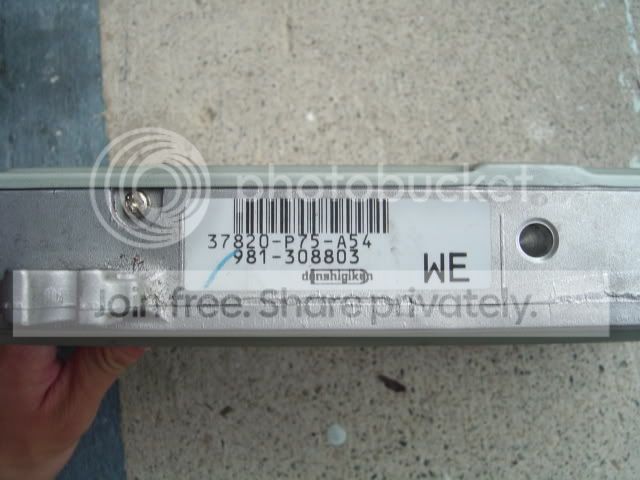 photobucket
37820-P75-A54
981-308803
denshigiken
WE
Join free. Share privately.